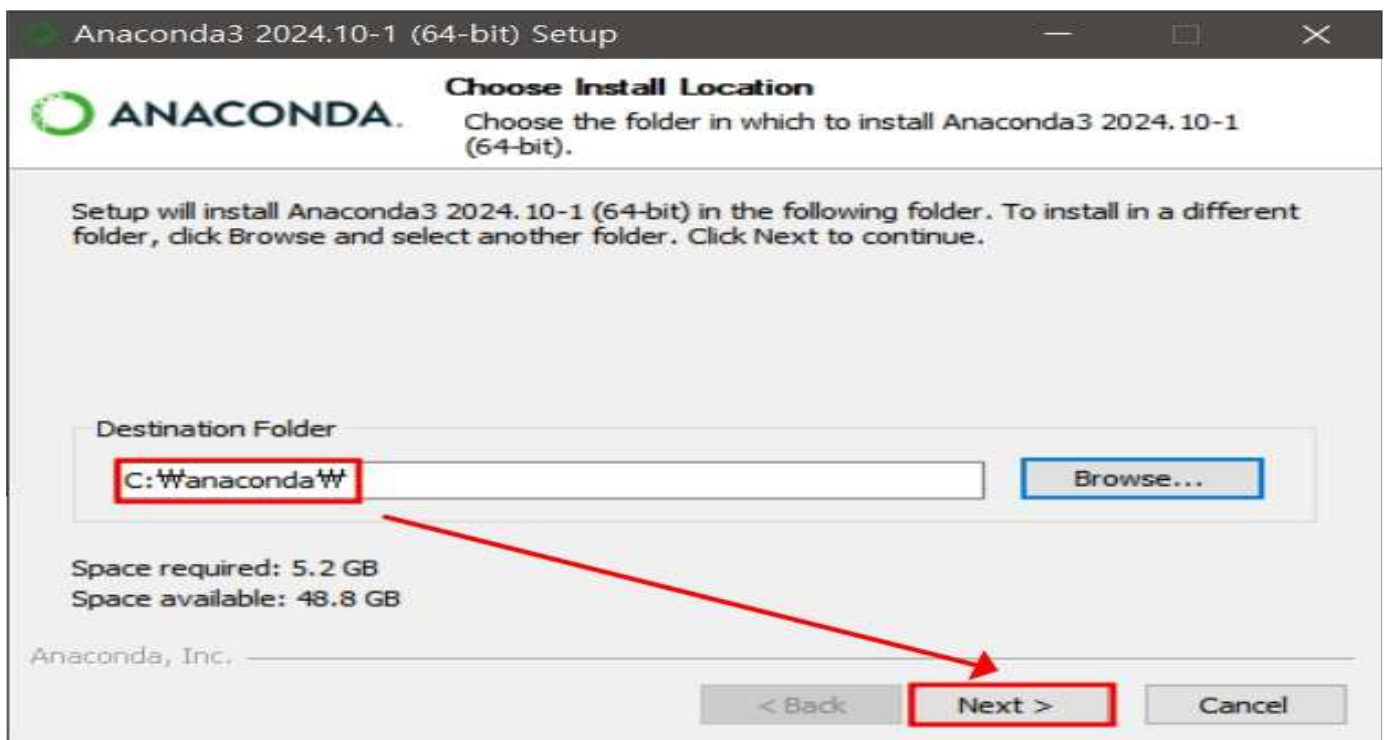 Anaconda3 2024.10-1 (64-bit) Setup
ANACONDA.
Choose Install Location
Choose the folder in which to install Anaconda3 2024.10-1
(64-bit).
Setup will install Anaconda3 2024.10-1 (64-bit) in the following folder. To install in a different
folder, click Browse and select another folder. Click Next to continue.
Destination Folder
C:₩anaconda₩
Browse...
Space required: 5.2 GB
Space available: 48.8 GB
Anaconda, Inc.
< Back
Next >
Cancel